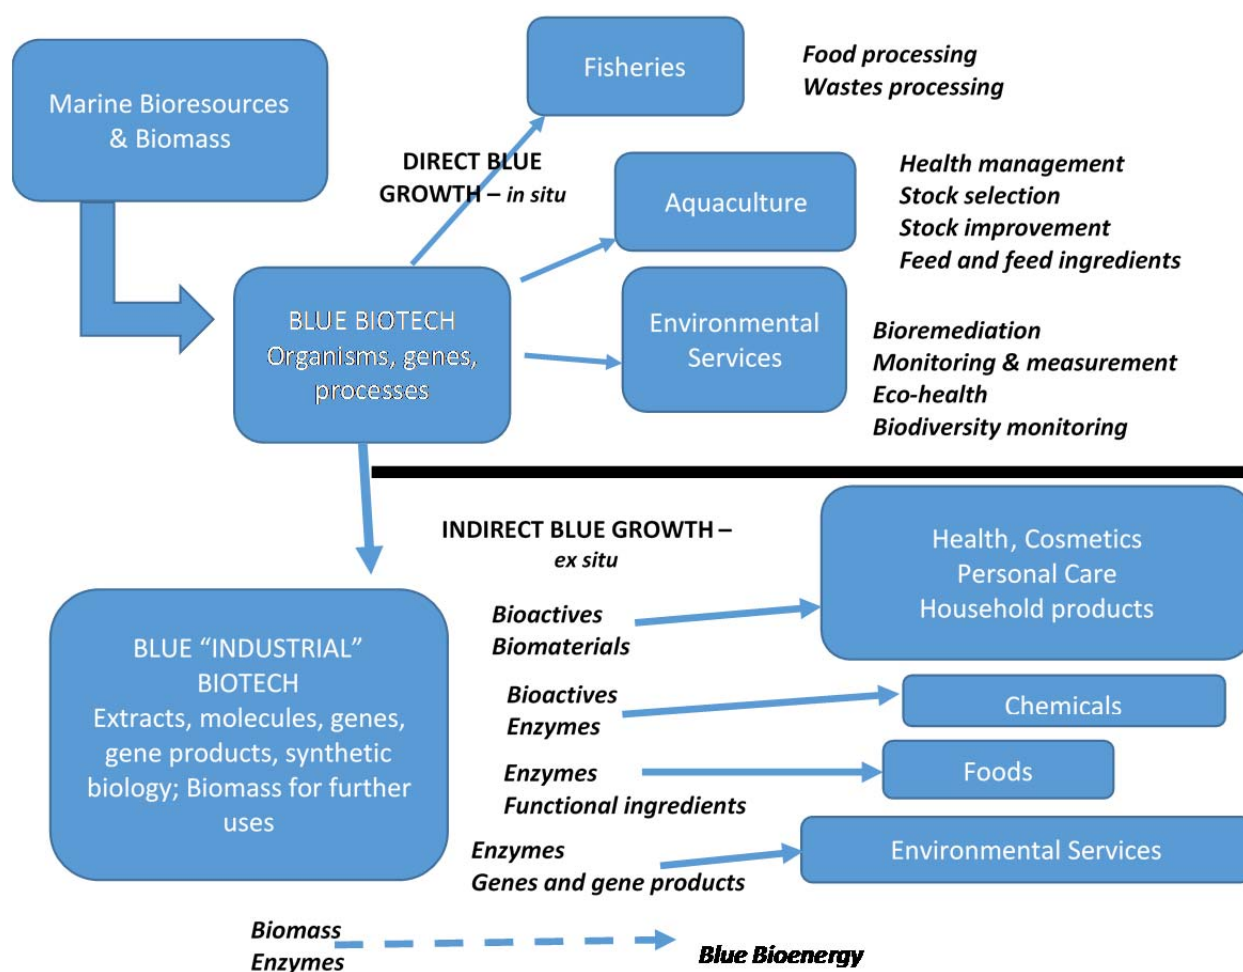 Marine Bioresources
& Biomass
Fisheries
Food processing
Wastes processing
DIRECT BLUE
GROWTH – in situ
Aquaculture
Health management
Stock selection
Stock improvement
Feed and feed ingredients
BLUE BIOTECH
Organisms, genes,
processes
Environmental
Services
Bioremediation
Monitoring & measurement
Eco-health
Biodiversity monitoring
INDIRECT BLUE GROWTH –
ex situ
Health, Cosmetics
Personal Care
Household products
Bioactives
Biomaterials
BLUE “INDUSTRIAL”
BIOTECH
Extracts, molecules, genes,
gene products, synthetic
biology; Biomass for further
uses
Bioactives
Enzymes
Chemicals
Enzymes
Functional ingredients
Foods
Enzymes
Genes and gene products
Environmental Services
Biomass
Enzymes
Blue Bioenergy